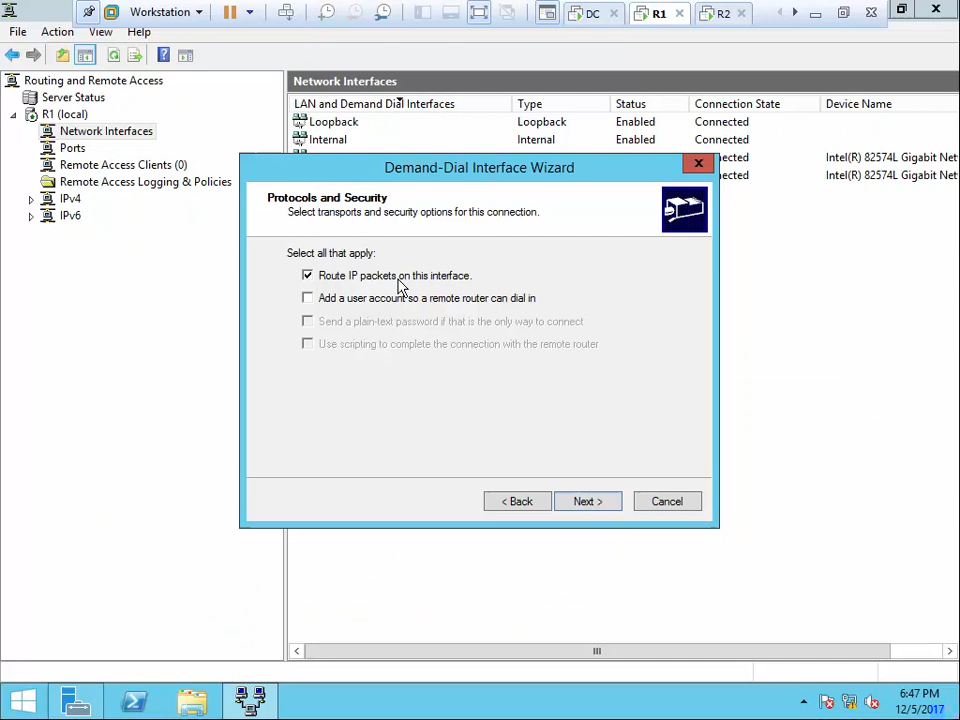 Workstation
DC
R1
R2
File Action View Help
Routing and Remote Access
Server Status
R1 (local)
Network Interfaces
Ports
Remote Access Clients (0)
Remote Access Logging & Policies
IPv4
IPv6
Network Interfaces
LAN and Demand Dial Interfaces Type Status Connection State Device Name
Loopback Loopback Enabled Connected
Internal Internal Enabled Connected
Intel(R) 82574L Gigabit Net
Intel(R) 82574L Gigabit Net
Demand-Dial Interface Wizard
Protocols and Security
Select transports and security options for this connection.
Select all that apply:
Route IP packets on this interface.
Add a user account so a remote router can dial in
Send a plain-text password if that is the only way to connect
Use scripting to complete the connection with the remote router
< Back Next > Cancel
6:47 PM
12/5/2017